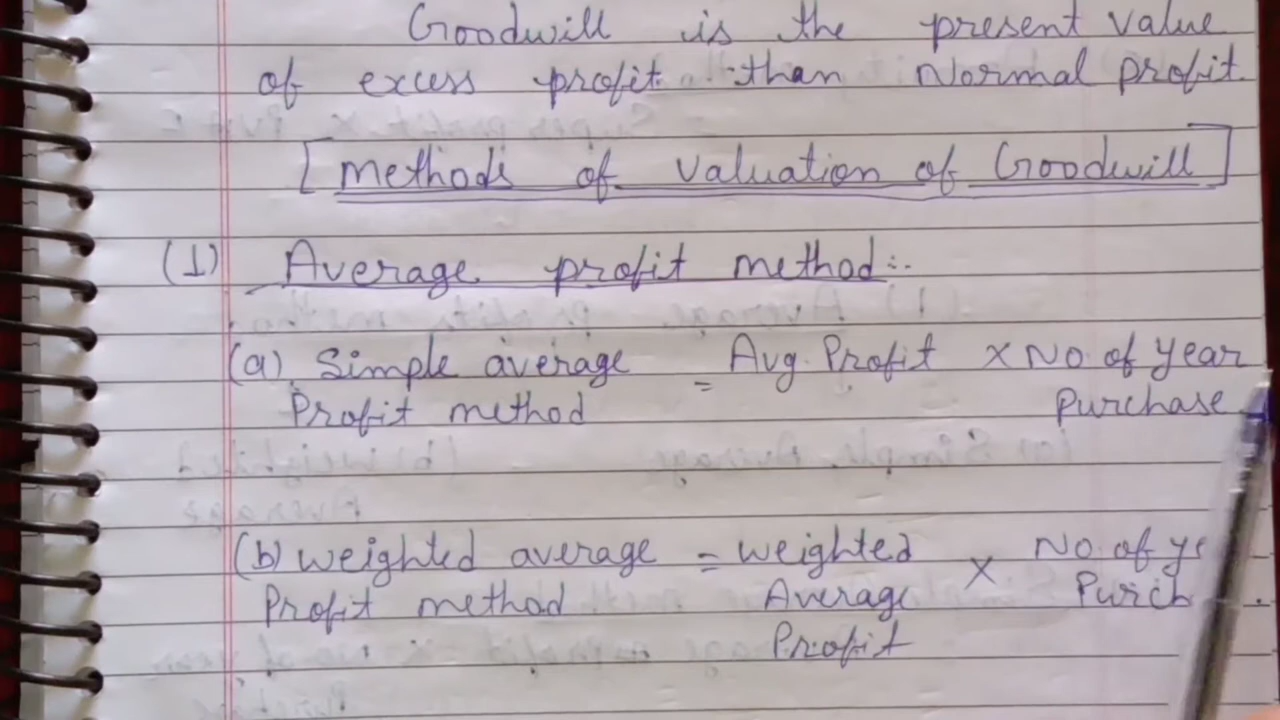 Goodwill is the present value
of excess profit than Normal profit.
[Methods of Valuation of Goodwill]
(1) Average profit method:.
(a) Simple average = Avg. Profit × No. of year
Profit method Purchase
(b) Weighted average = Weighted × No. of ye
Profit method Average Purch
Profit